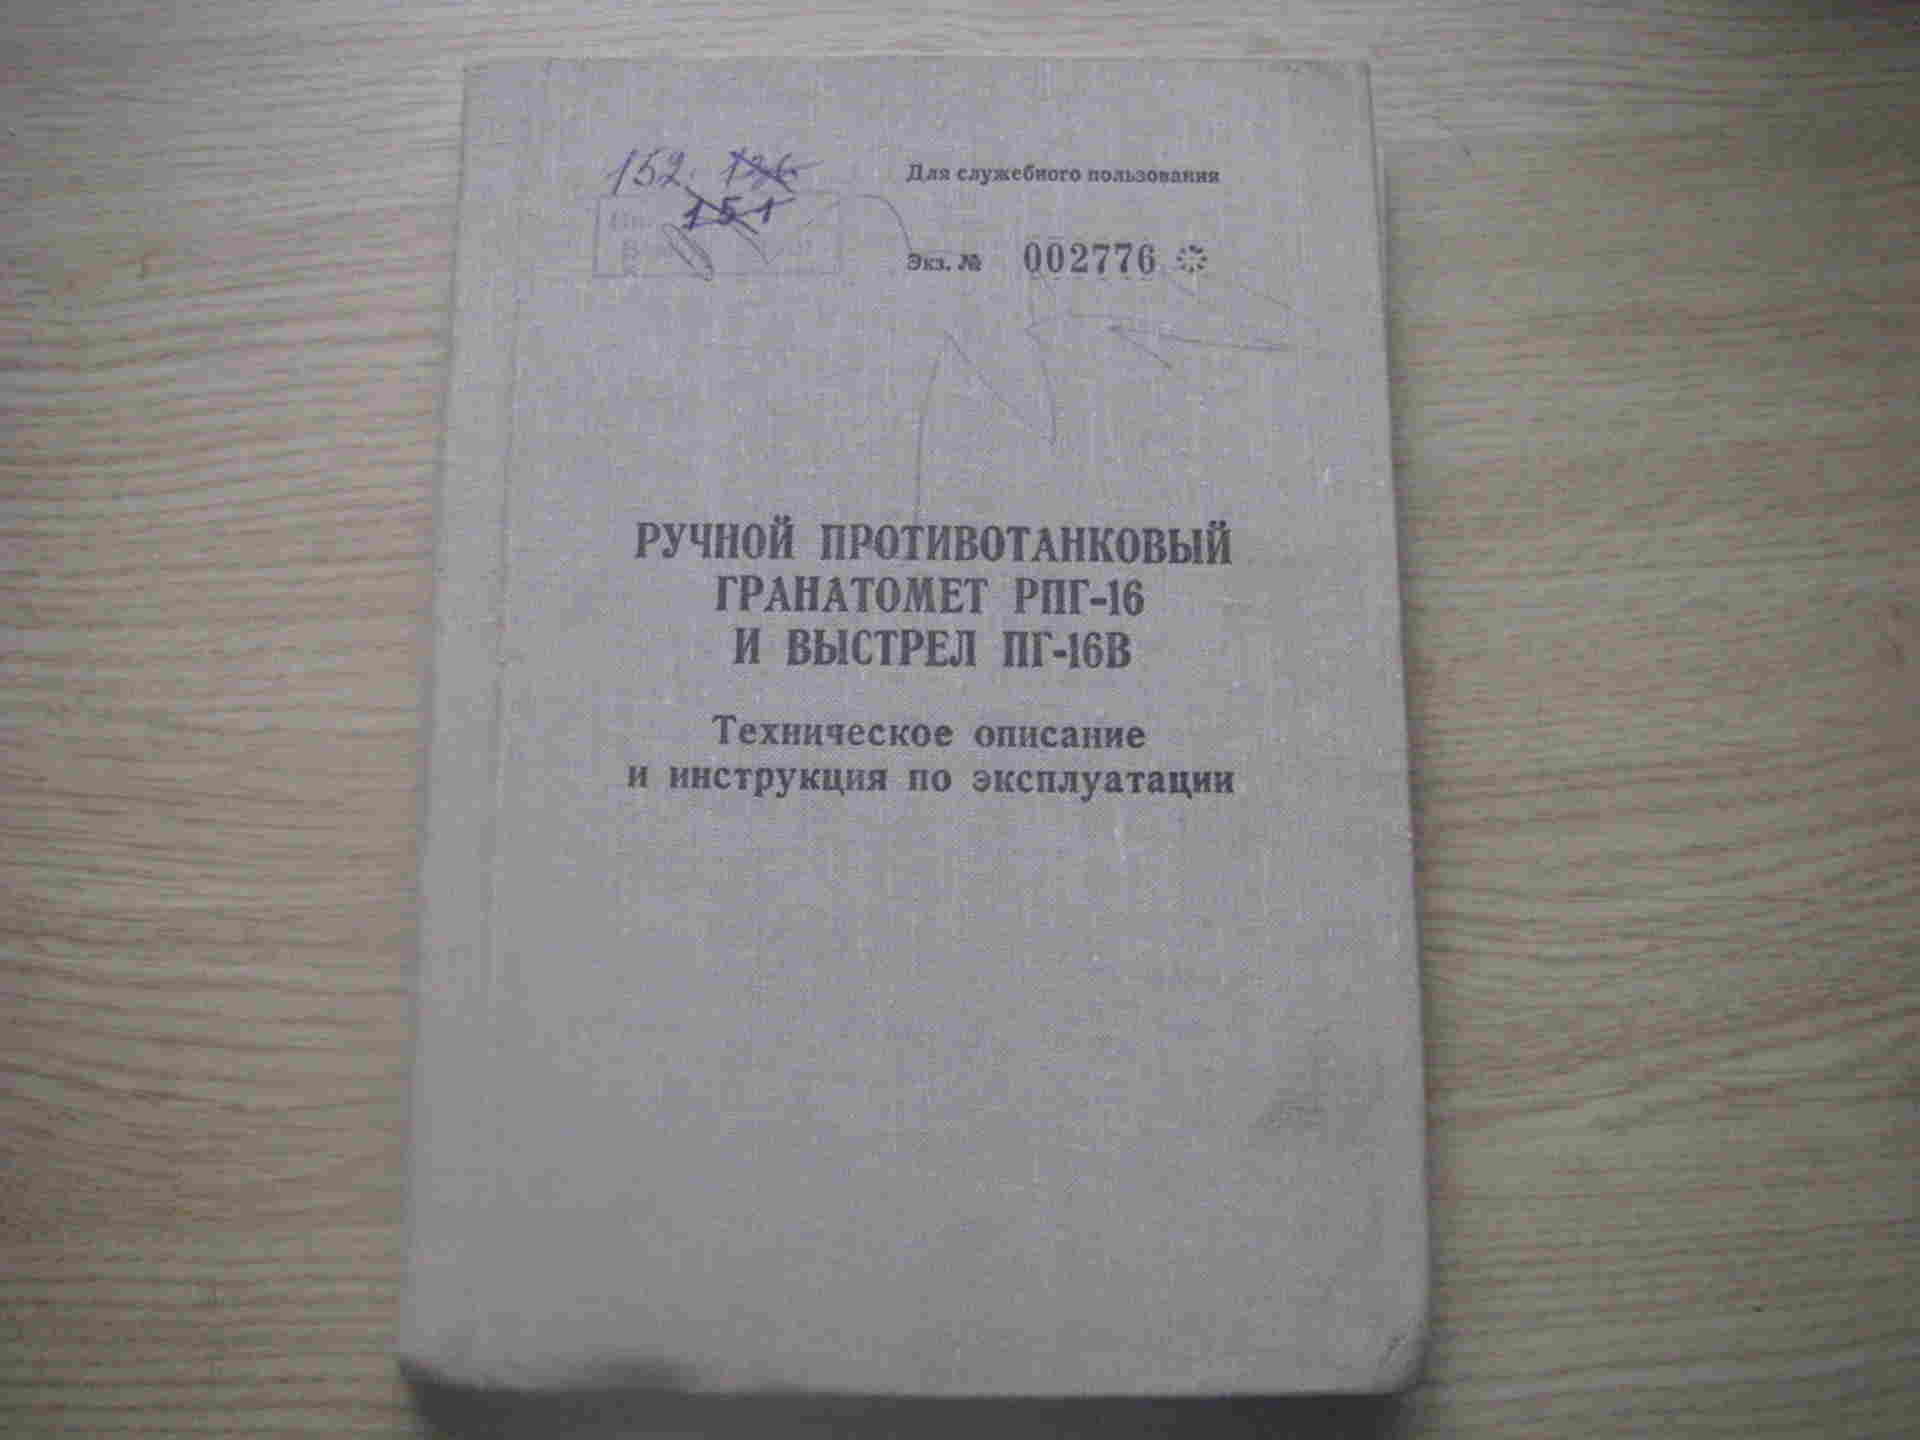 152.
151
Для служебного пользования
Экз. № 002776
РУЧНОЙ ПРОТИВОТАНКОВЫЙ
ГРАНАТОМЕТ РПГ-16
И ВЫСТРЕЛ ПГ-16В
Техническое описание
и инструкция по эксплуатации